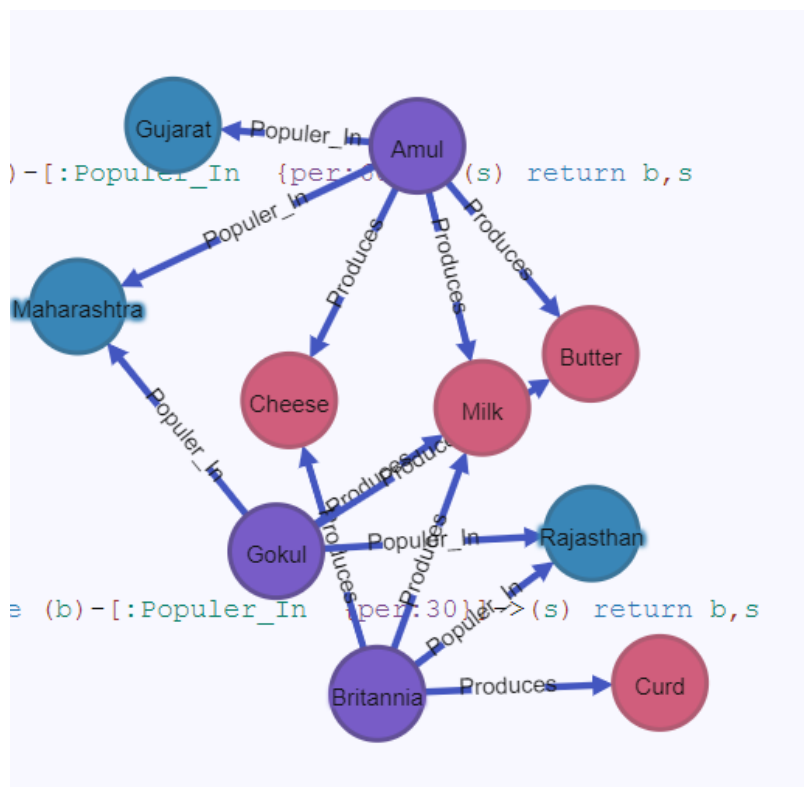 Gujarat
Populer_In
Amul
)-[:Populer_In {per: (s) return b,s
Populer_In
Produces
Produces
Produces
Maharashtra
Butter
Cheese
Milk
Populer_In
Produces
Produces
Gokul
Populer_In
Rajasthan
Produces
Produces
Populer_In
e (b)-[:Populer_In {per:30}]->(s) return b,s
Britannia
Produces
Curd